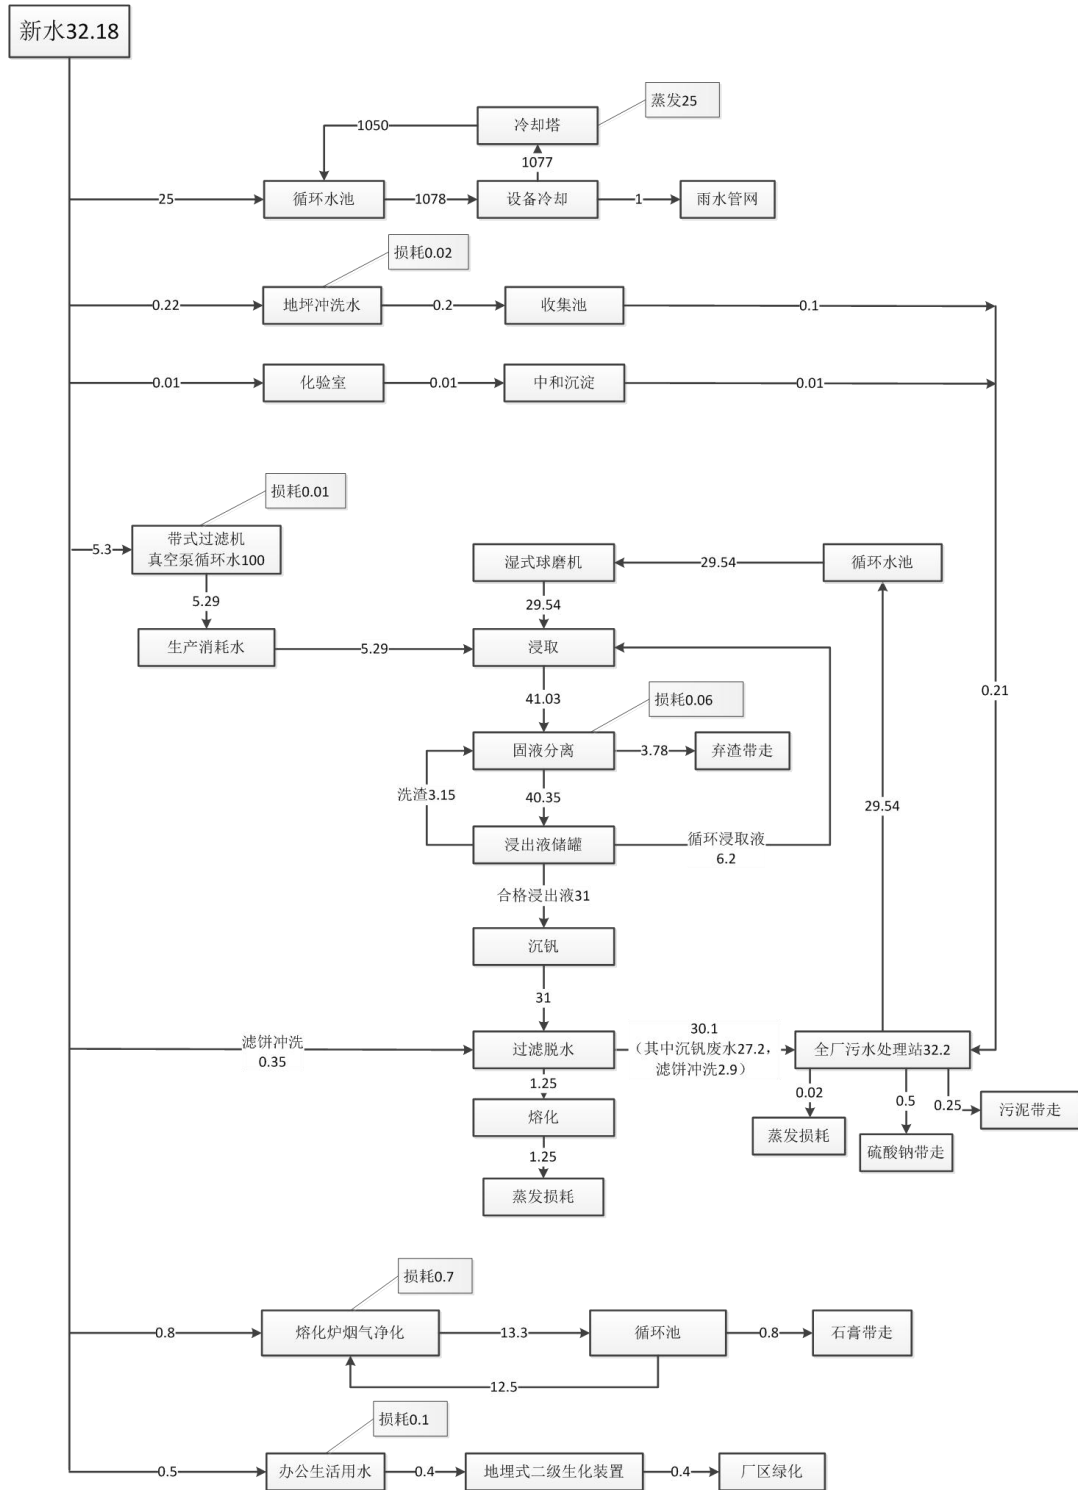 新水32.18
蒸发25
冷却塔
1050
1077
25
循环水池
1078
设备冷却
1
雨水管网
损耗0.02
0.22
地坪冲洗水
0.2
收集池
0.1
0.01
化验室
0.01
中和沉淀
0.01
损耗0.01
5.3
带式过滤机
真空泵循环水100
湿式球磨机
29.54
循环水池
5.29
29.54
生产消耗水
5.29
浸取
41.03
损耗0.06
0.21
固液分离
3.78
弃渣带走
洗渣3.15
40.35
29.54
浸出液储罐
循环浸取液
6.2
合格浸出液31
沉钒
31
滤饼冲洗
0.35
过滤脱水
30.1
（其中沉钒废水27.2，
滤饼冲洗2.9）
全厂污水处理站32.2
1.25
0.02
0.5
0.25
污泥带走
熔化
蒸发损耗
硫酸钠带走
1.25
蒸发损耗
损耗0.7
0.8
熔化炉烟气净化
13.3
循环池
0.8
石膏带走
12.5
损耗0.1
0.5
办公生活用水
0.4
地埋式二级生化装置
0.4
厂区绿化